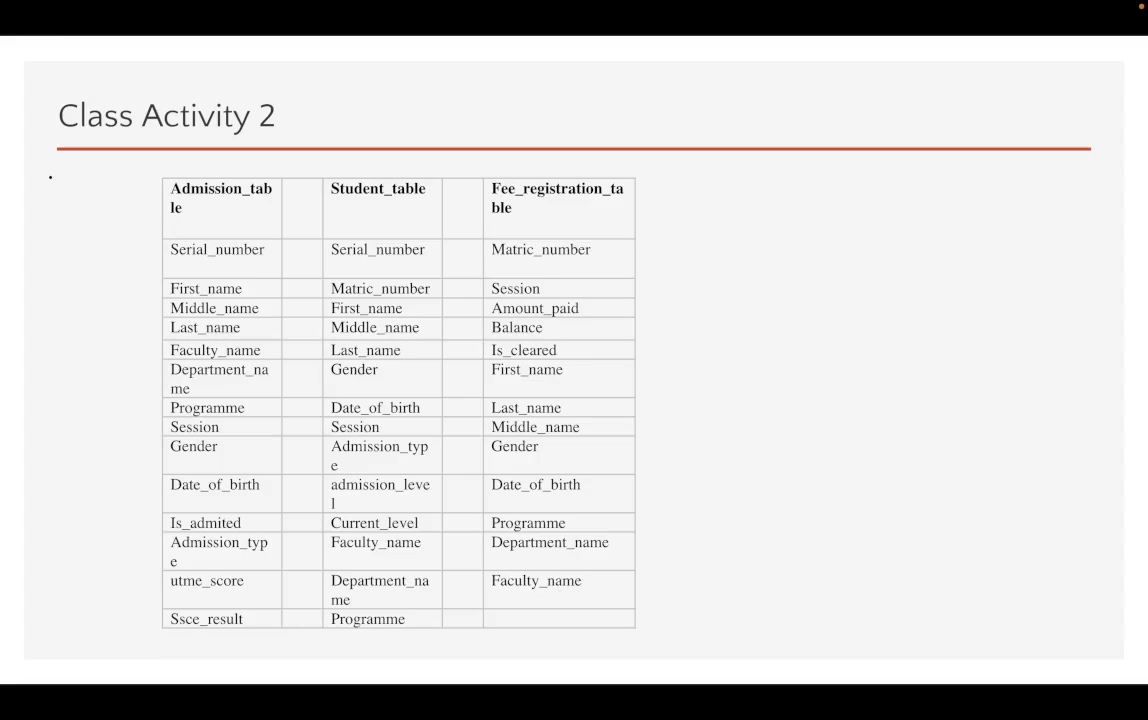 Class Activity 2
Admission_tab Student_table Fee_registration_ta
le ble
Serial_number Serial_number Matric_number
First_name Matric_number Session
Middle_name First_name Amount_paid
Last_name Middle_name Balance
Faculty_name Last_name Is_cleared
Department_na Gender First_name
me
Programme Date_of_birth Last_name
Session Session Middle_name
Gender Admission_typ Gender
e
Date_of_birth admission_leve Date_of_birth
l
Is_admited Current_level Programme
Admission_typ Faculty_name Department_name
e
utme_score Department_na Faculty_name
me
Ssce_result Programme